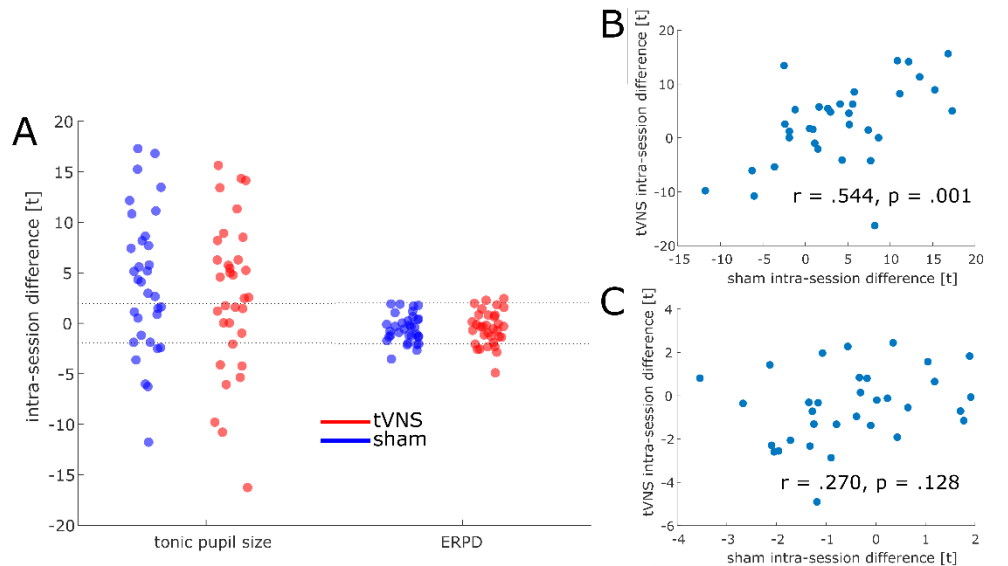 A
20
15
10
5
0
-5
-10
-15
-20
intra-session difference [t]
tVNS
sham
tonic pupil size ERPD
B
20
10
0
-10
-20
tVNS intra-session difference [t]
r = .544, p = .001
-15 -10 -5 0 5 10 15 20
sham intra-session difference [t]
C
4
2
0
-2
-4
-6
tVNS intra-session difference [t]
r = .270, p = .128
-4 -3 -2 -1 0 1 2
sham intra-session difference [t]